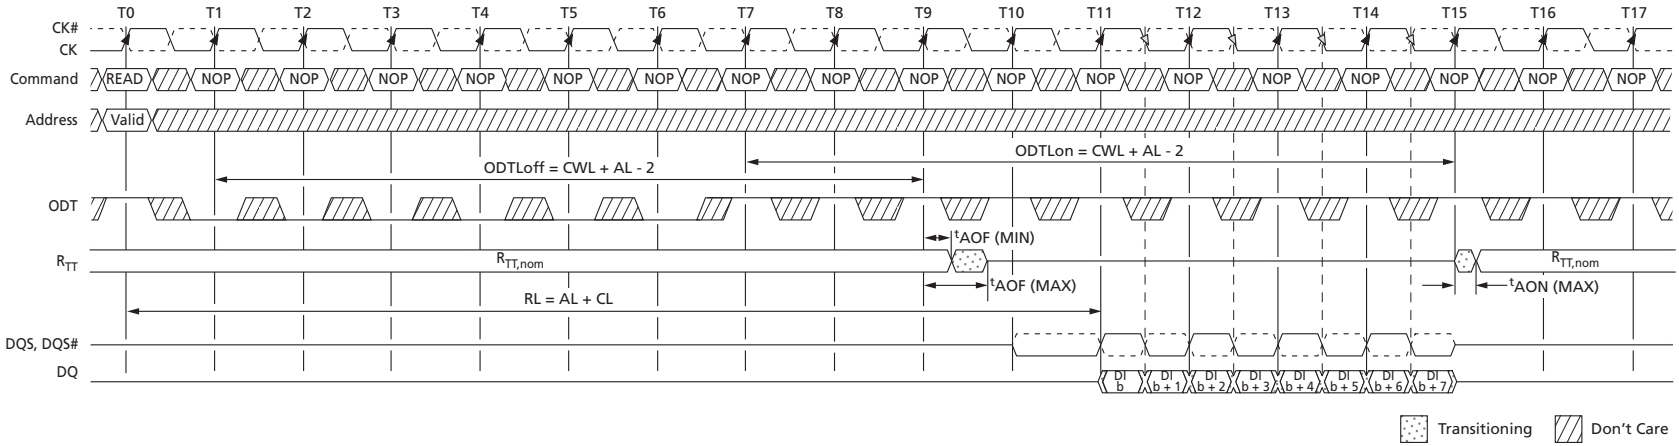 T0 T1 T2 T3 T4 T5 T6 T7 T8 T9 T10 T11 T12 T13 T14 T15 T16 T17
CK#
CK
Command READ NOP NOP NOP NOP NOP NOP NOP NOP NOP NOP NOP NOP NOP NOP NOP NOP NOP
Address Valid
ODTLon = CWL + AL - 2
ODTLoff = CWL + AL - 2
ODT
tAOF (MIN)
RTT RTT,nom RTT,nom
tAOF (MAX) tAON (MAX)
RL = AL + CL
DQS, DQS#
DQ DI b DI b + 1 DI b + 2 DI b + 3 DI b + 4 DI b + 5 DI b + 6 DI b + 7
Transitioning Don't Care